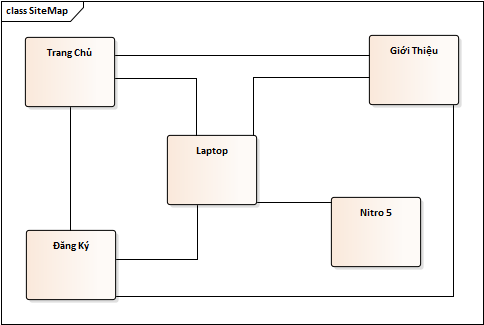 class SiteMap
Trang Chủ
Giới Thiệu
Laptop
Nitro 5
Đăng Ký